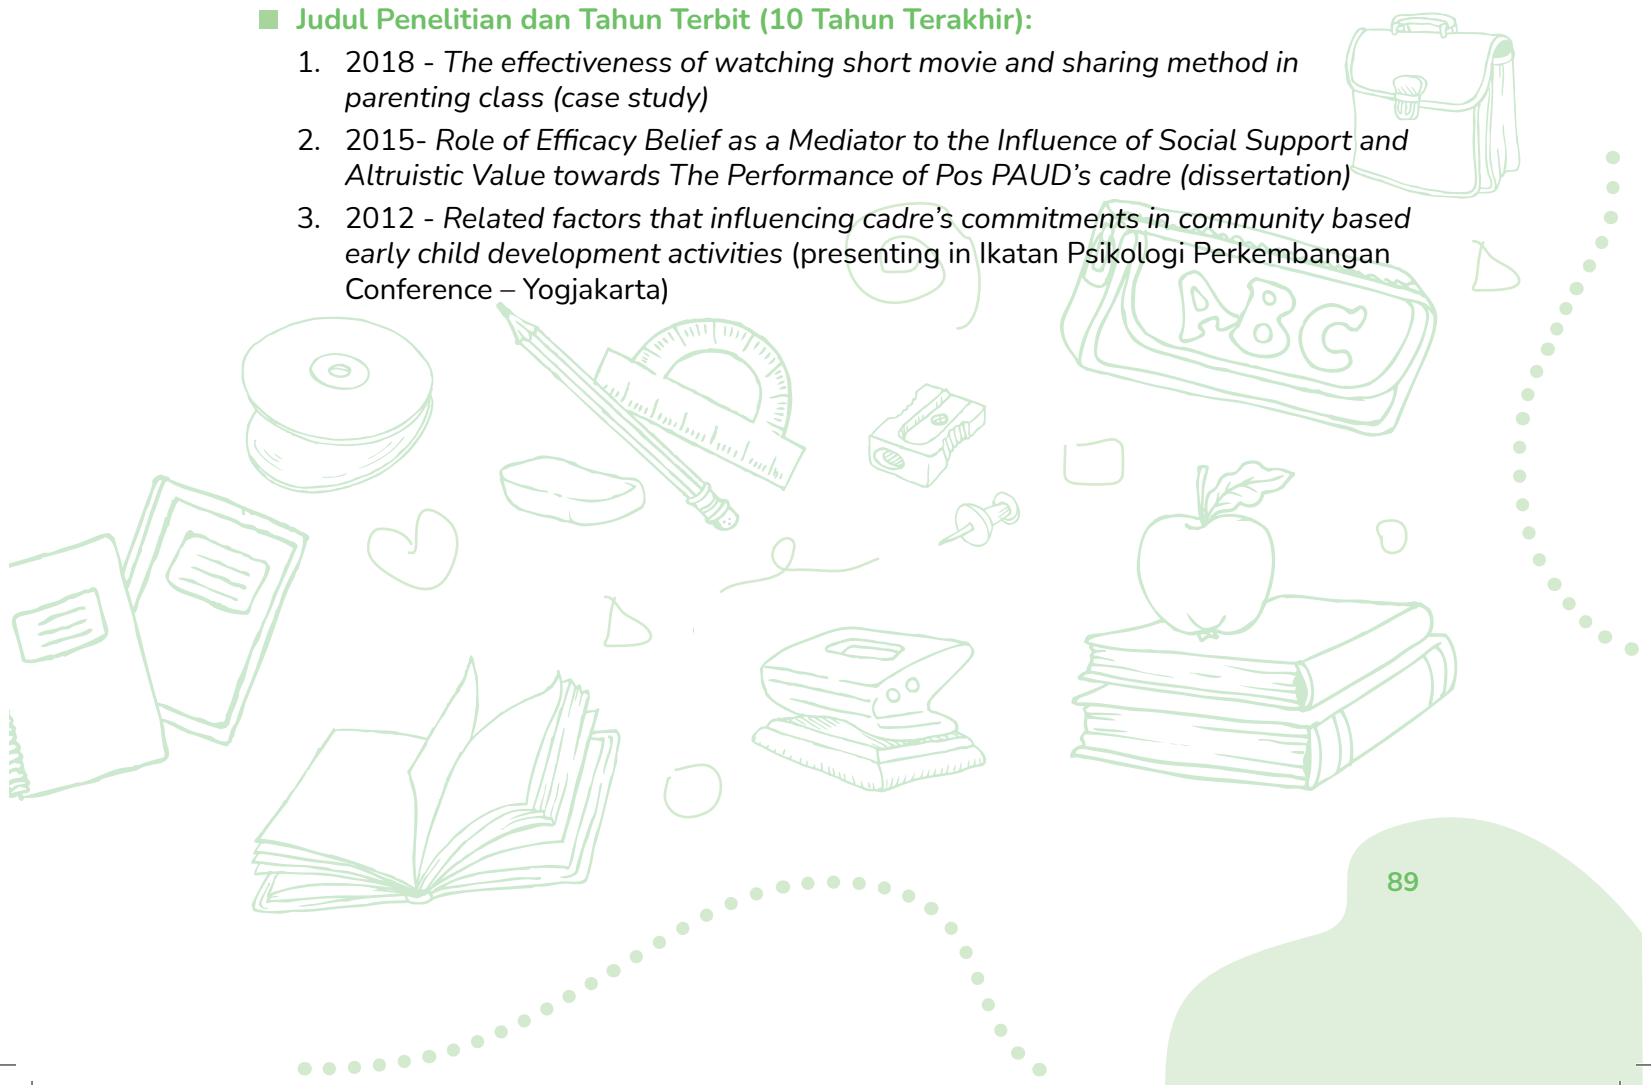 Judul Penelitian dan Tahun Terbit (10 Tahun Terakhir):
1. 2018 - The effectiveness of watching short movie and sharing method in
parenting class (case study)
2. 2015- Role of Efficacy Belief as a Mediator to the Influence of Social Support and
Altruistic Value towards The Performance of Pos PAUD’s cadre (dissertation)
3. 2012 - Related factors that influencing cadre’s commitments in community based
early child development activities (presenting in Ikatan Psikologi Perkembangan
Conference – Yogjakarta)
ABC
89